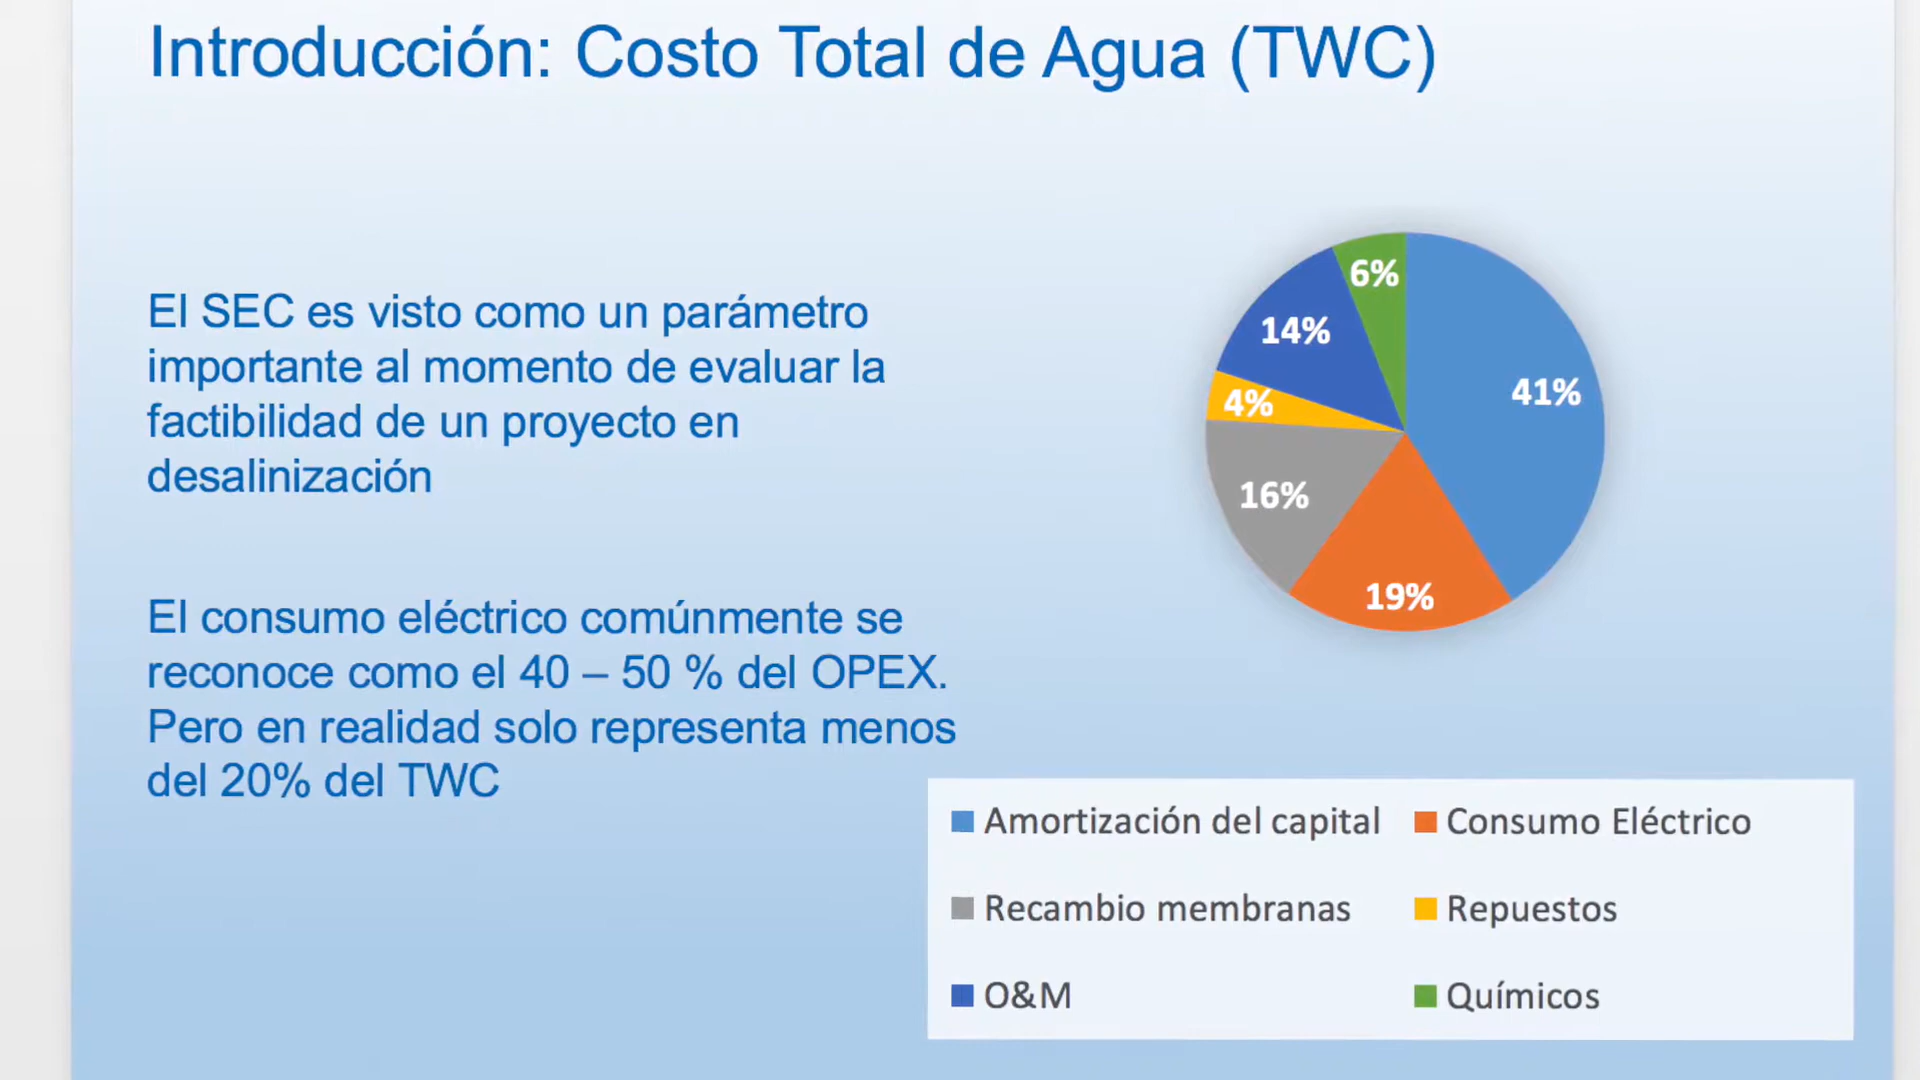 Introducción: Costo Total de Agua (TWC)
El SEC es visto como un parámetro
importante al momento de evaluar la
factibilidad de un proyecto en
desalinización
El consumo eléctrico comúnmente se
reconoce como el 40 – 50 % del OPEX.
Pero en realidad solo representa menos
del 20% del TWC
6%
14%
41%
4%
16%
19%
Amortización del capital
Consumo Eléctrico
Recambio membranas
Repuestos
O&M
Químicos